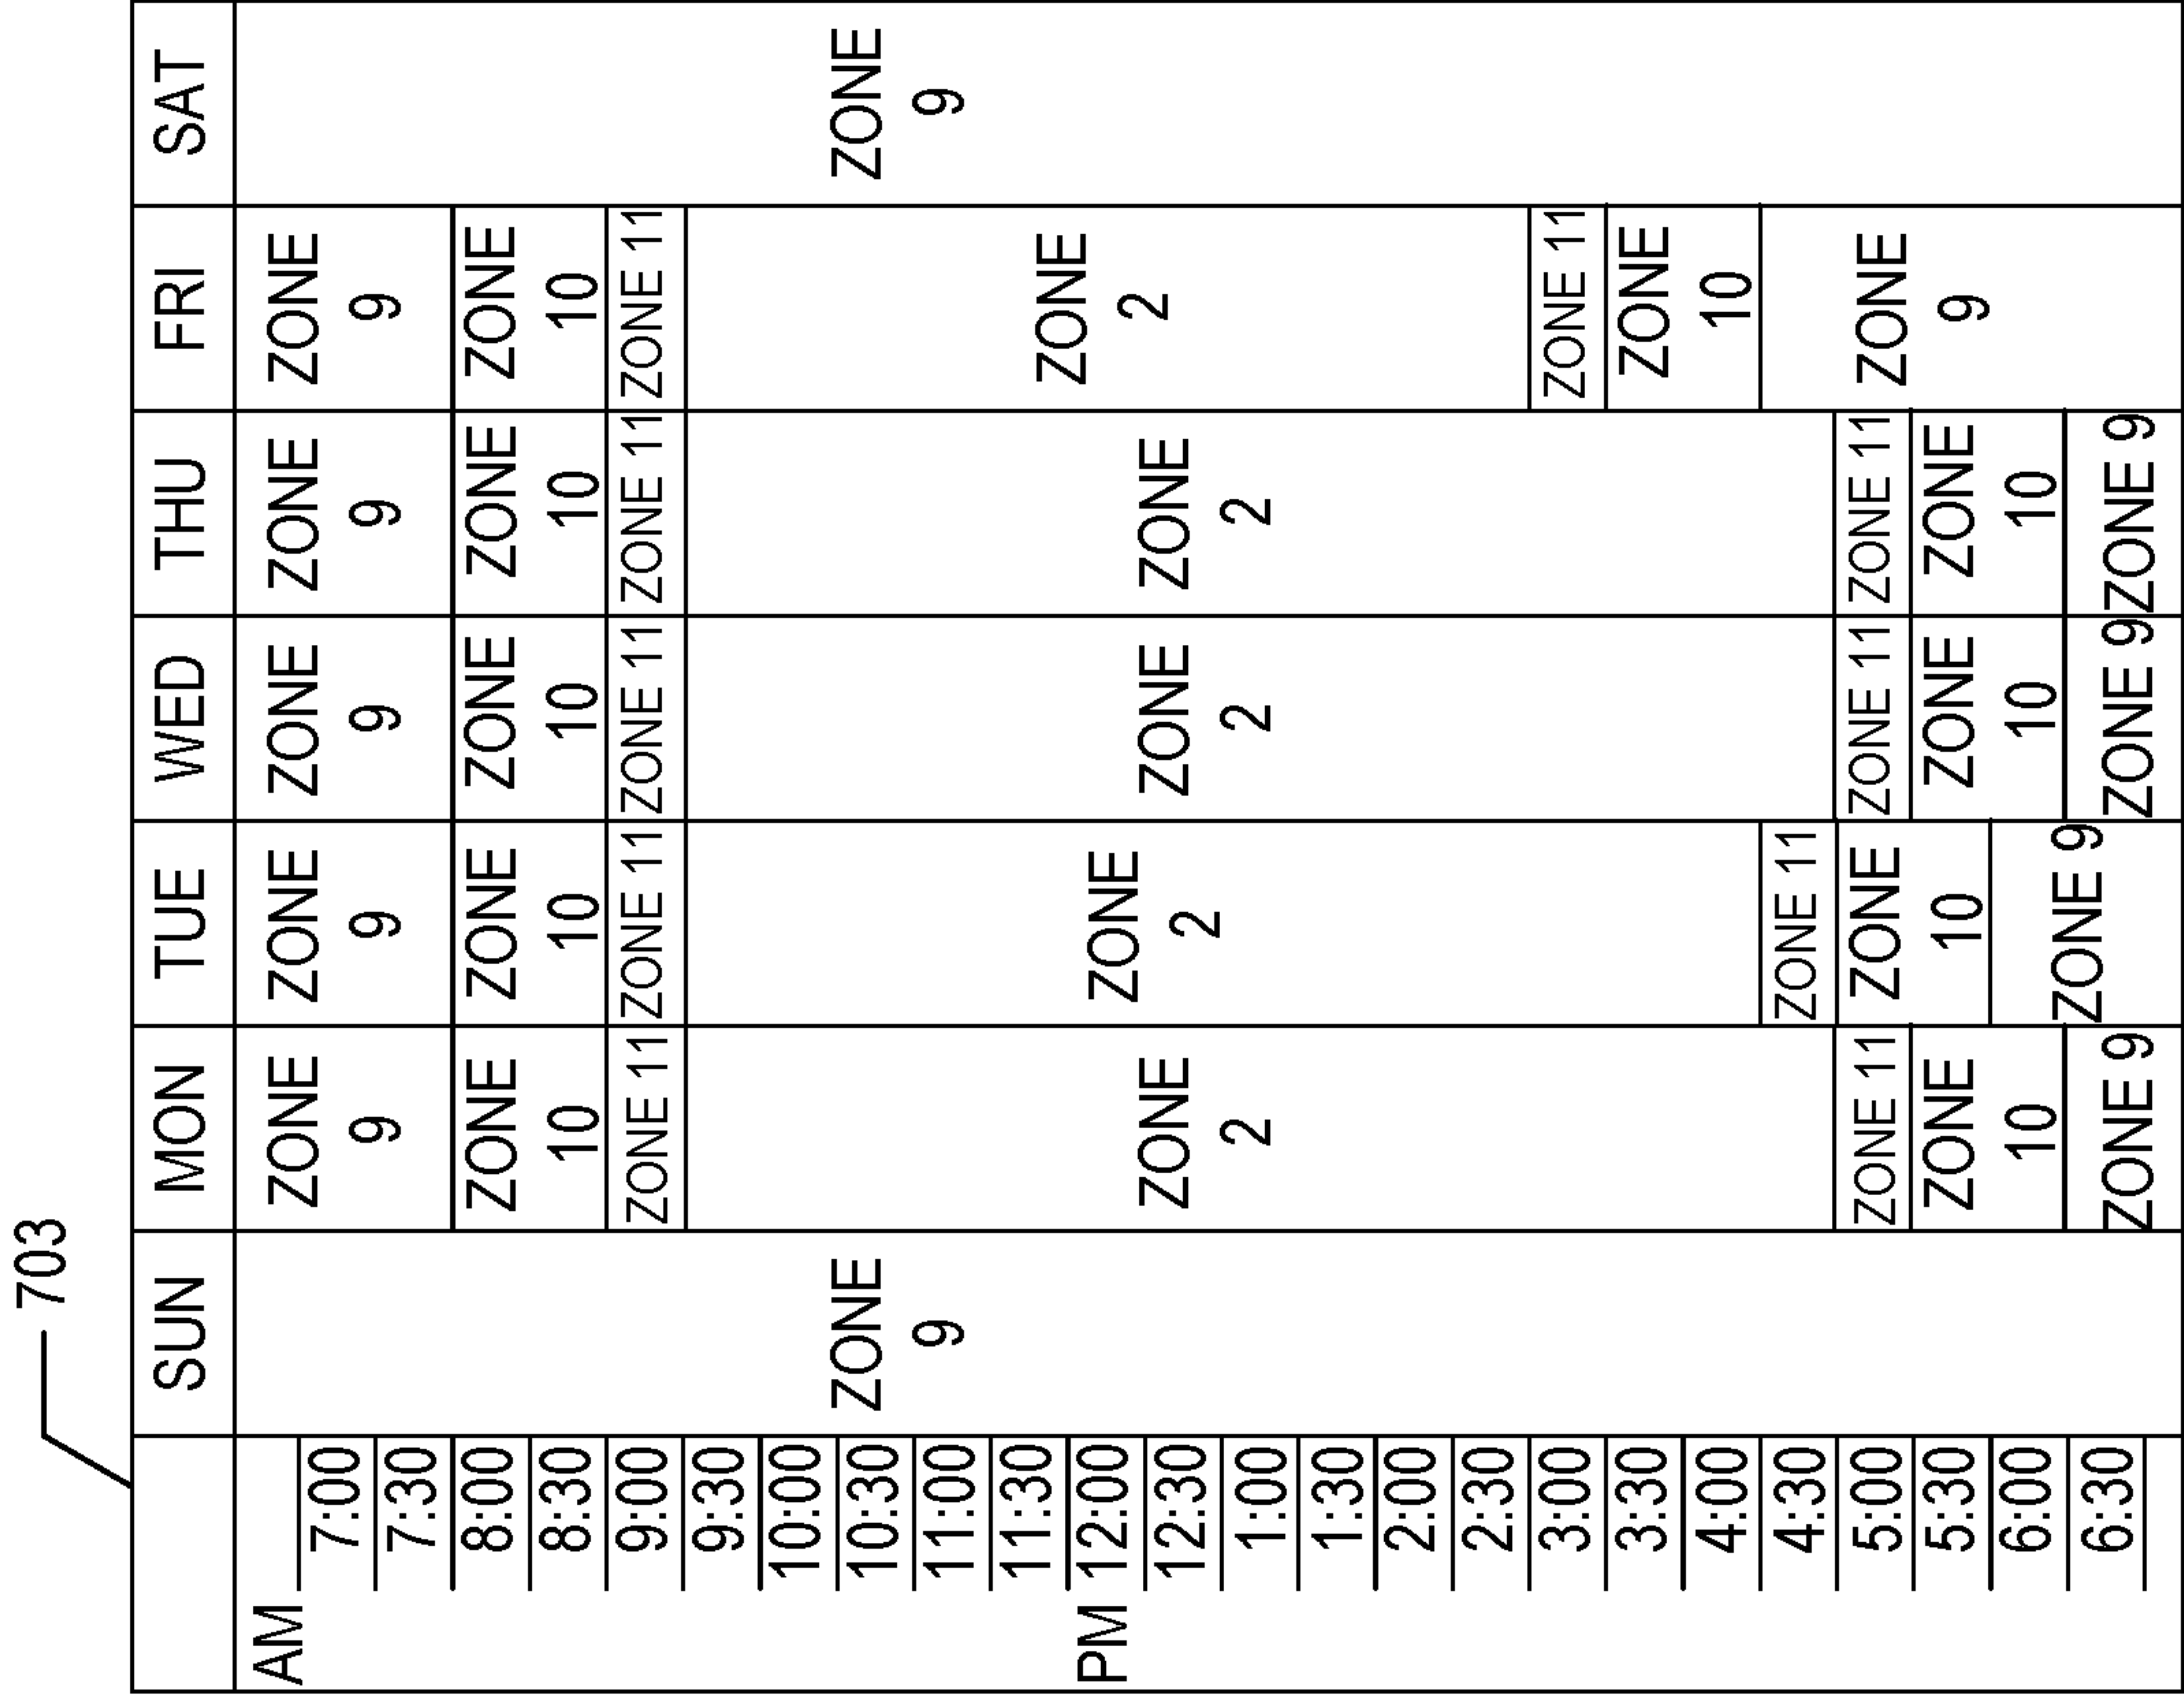 703
SUN MON TUE WED THU FRI SAT
AM ZONE ZONE ZONE ZONE ZONE
7:00
9 9 9 9 9
7:30
8:00 ZONE ZONE ZONE ZONE ZONE
8:30 10 10 10 10 10
9:00 ZONE 11 ZONE 11 ZONE 11 ZONE 11 ZONE 11
9:30
10:00
10:30 ZONE ZONE
11:00 9 9
11:30 ZONE
PM 12:00 ZONE 2
12:30 ZONE 2 ZONE ZONE
1:00 2 2 2
1:30
2:00
2:30
3:00 ZONE 11
3:30 ZONE
4:00 10
4:30 ZONE 11
5:00 ZONE 11 ZONE ZONE 11 ZONE 11 ZONE
5:30 ZONE 10 ZONE ZONE 9
6:00 10 ZONE 9 10 10
6:30 ZONE 9 ZONE 9 ZONE 9